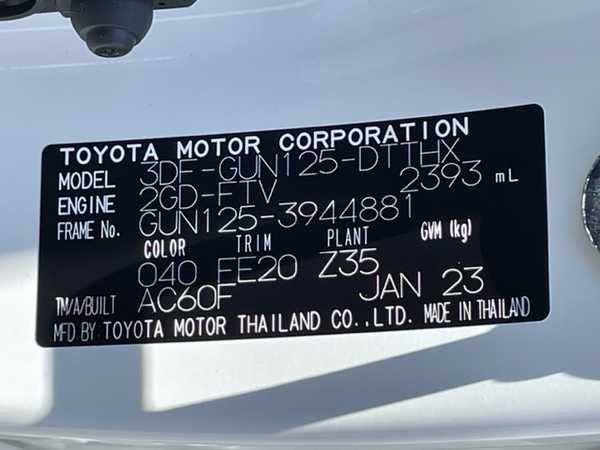 TOYOTA MOTOR CORPORATION
MODEL 3DF-GUN125-DTTHX
ENGINE 2GD-FTV 2393 mL
FRAME No. GUN125-3944881
COLOR TRIM PLANT GVM (kg)
040 FE20 Z35
TM/A/BUILT AC60F JAN 23
MFD.BY TOYOTA MOTOR THAILAND CO.,LTD. MADE IN THAILAND